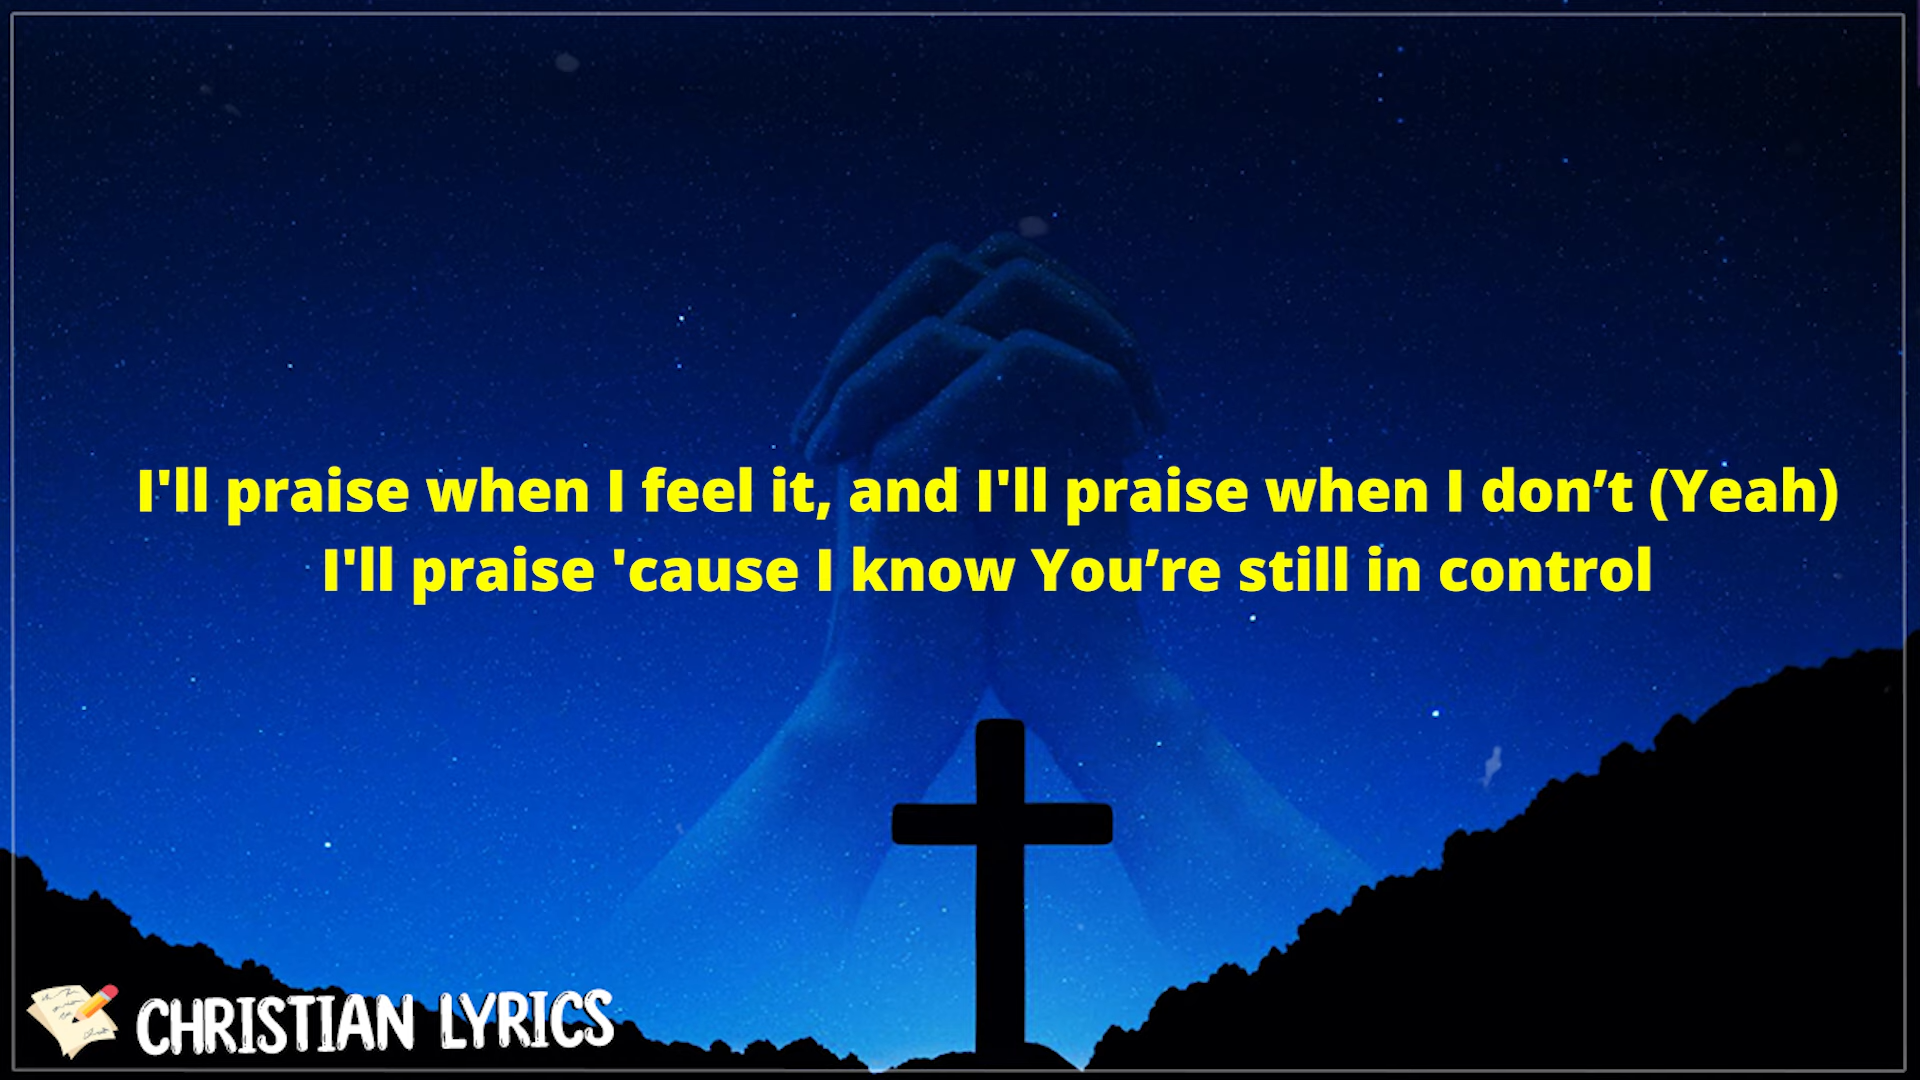 I'll praise when I feel it, and I'll praise when I don’t (Yeah)
I'll praise 'cause I know You’re still in control
CHRISTIAN LYRICS